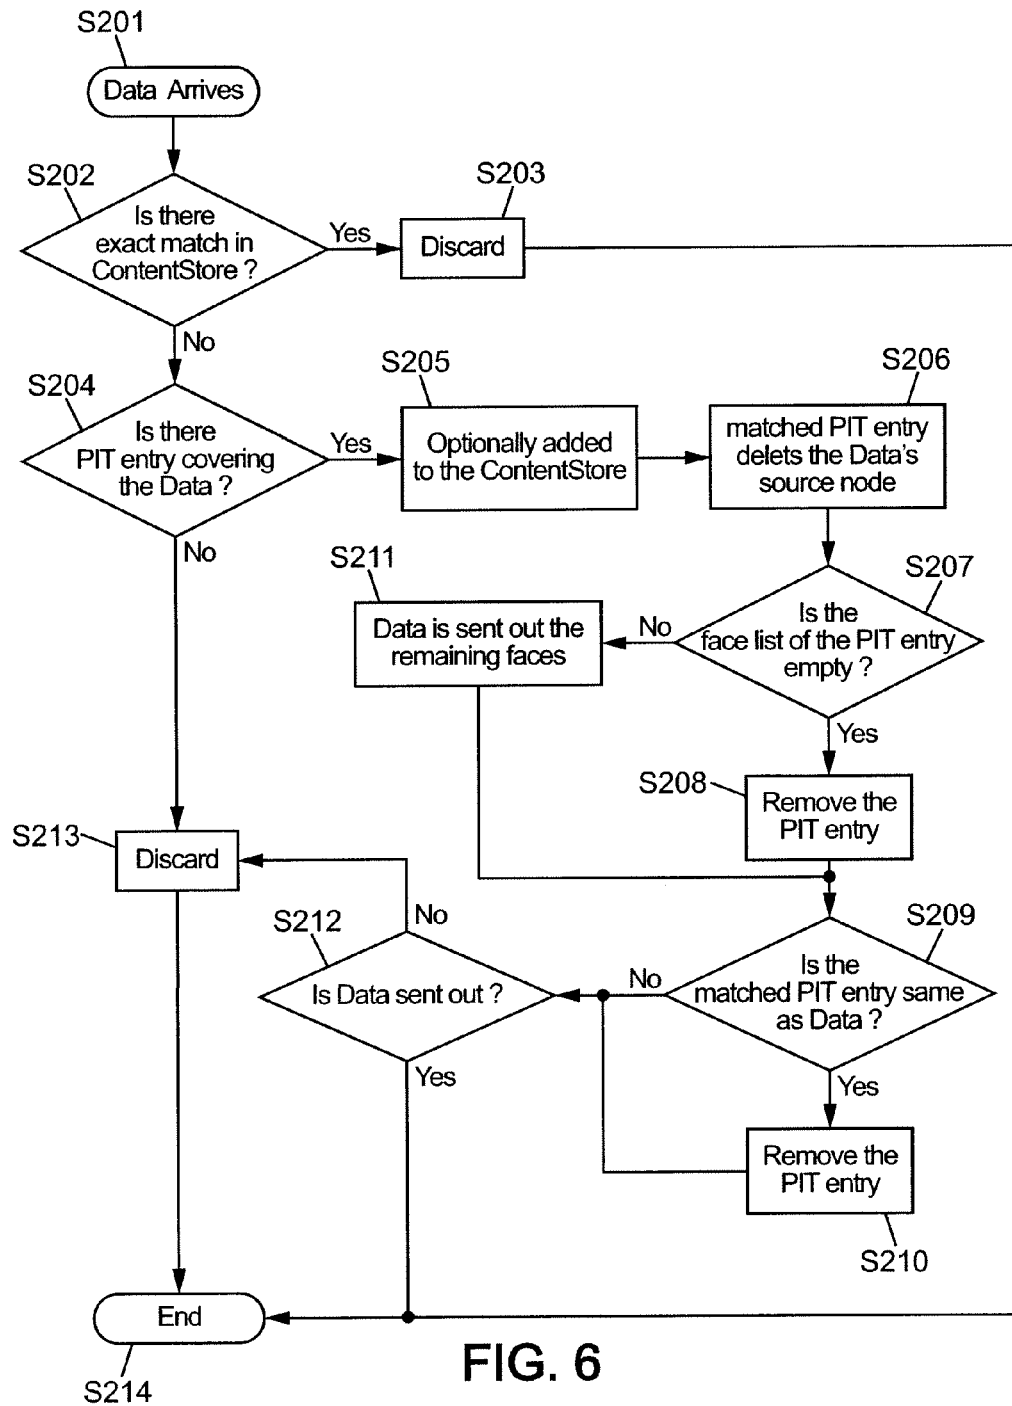 S201
Data Arrives
S202
Is there
exact match in
ContentStore ?
Yes
S203
Discard
No
S204
Is there
PIT entry covering
the Data ?
Yes
S205
Optionally added
to the ContentStore
S206
matched PIT entry
delets the Data's
source node
No
S211
Data is sent out the
remaining faces
No
S207
Is the
face list of the PIT entry
empty ?
Yes
S208
Remove the
PIT entry
S213
Discard
No
S212
Is Data sent out ?
Yes
No
S209
Is the
matched PIT entry same
as Data ?
Yes
Remove the
PIT entry
S210
End
S214
FIG. 6